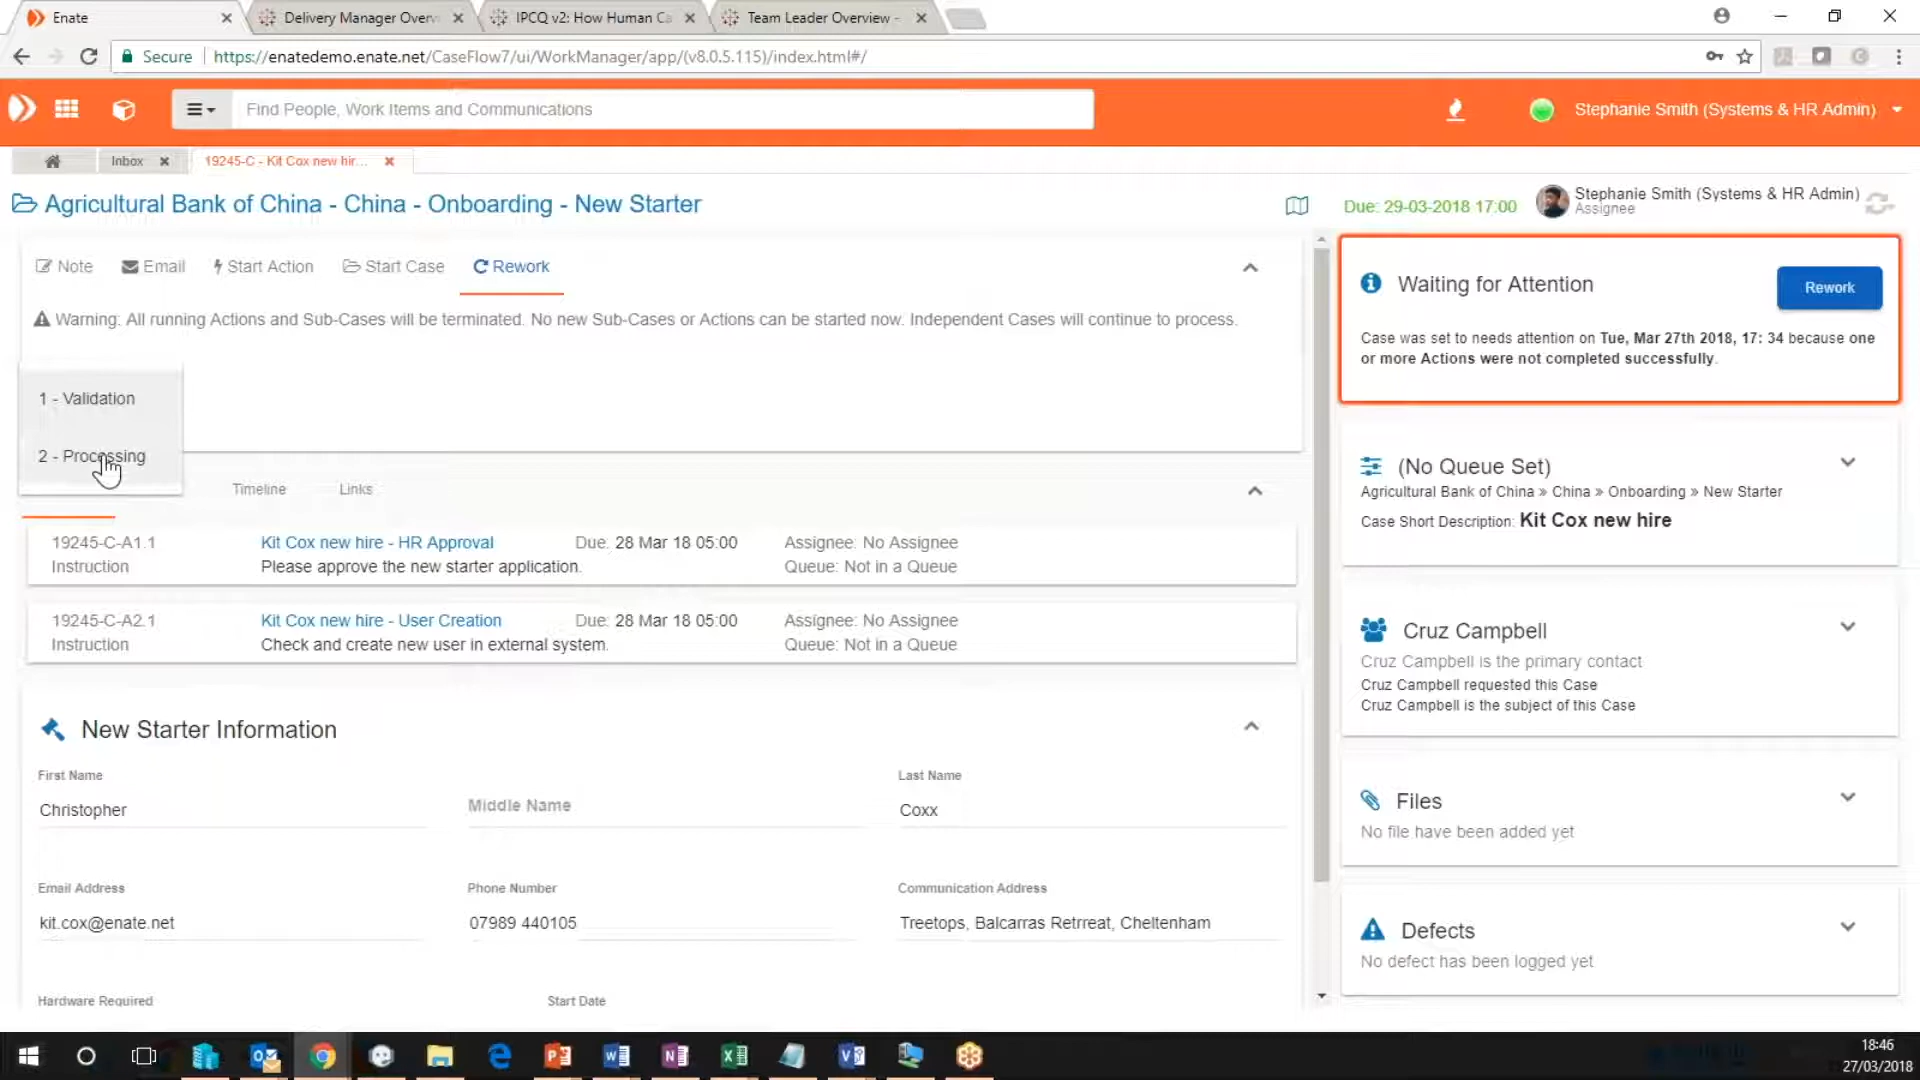 Enate
Delivery Manager Overv
IPCQ v2: How Human Ca
Team Leader Overview -
Secure
https://enatedemo.enate.net/CaseFlow7/ui/WorkManager/app/(v8.0.5.115)/index.html#/
Find People, Work Items and Communications
Stephanie Smith (Systems & HR Admin)
Inbox
19245-C - Kit Cox new hir...
Agricultural Bank of China - China - Onboarding - New Starter
Due: 29-03-2018 17:00
Stephanie Smith (Systems & HR Admin)
Assignee
Note
Email
Start Action
Start Case
Rework
Warning: All running Actions and Sub-Cases will be terminated. No new Sub-Cases or Actions can be started now. Independent Cases will continue to process.
1 - Validation
2 - Processing
Timeline
Links
19245-C-A1.1
Kit Cox new hire - HR Approval
Due: 28 Mar 18 05:00
Assignee: No Assignee
Instruction
Please approve the new starter application.
Queue: Not in a Queue
19245-C-A2.1
Kit Cox new hire - User Creation
Due: 28 Mar 18 05:00
Assignee: No Assignee
Instruction
Check and create new user in external system.
Queue: Not in a Queue
New Starter Information
First Name
Last Name
Christopher
Middle Name
Coxx
Email Address
Phone Number
Communication Address
kit.cox@enate.net
07989 440105
Treetops, Balcarras Retrreat, Cheltenham
Hardware Required
Start Date
Waiting for Attention
Rework
Case was set to needs attention on Tue, Mar 27th 2018, 17: 34 because one
or more Actions were not completed successfully.
(No Queue Set)
Agricultural Bank of China » China » Onboarding » New Starter
Case Short Description: Kit Cox new hire
Cruz Campbell
Cruz Campbell is the primary contact
Cruz Campbell requested this Case
Cruz Campbell is the subject of this Case
Files
No file have been added yet
Defects
No defect has been logged yet
18:46
27/03/2018